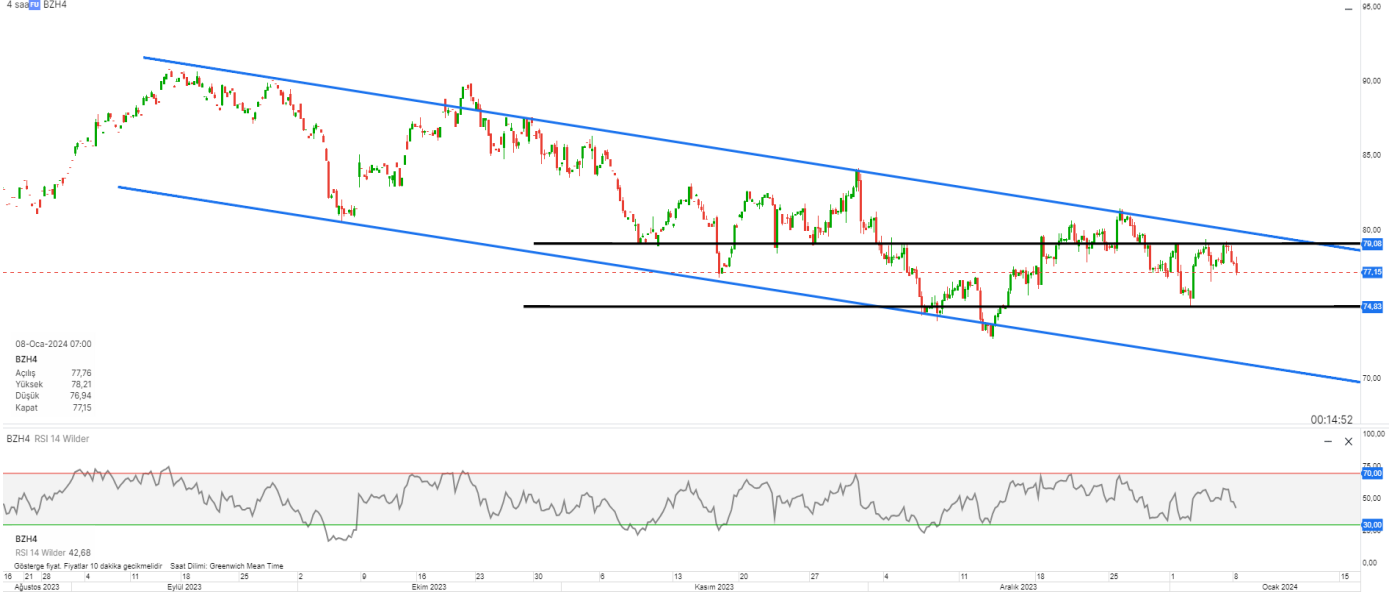 4 saa FU BZH4
95,00
90,00
85,00
80,00
79,08
77,15
74,83
70,00
08-Oca-2024 07:00
BZH4
Açılış 77,76
Yüksek 78,21
Düşük 76,94
Kapat 77,15
00:14:52
BZH4 RSI 14 Wilder
100,00
75,00
70,00
50,00
30,00
0,00
BZH4
RSI 14 Wilder 42,68
Gösterge fiyat. Fiyatlar 10 dakika gecikmelidir Saat Dilimi: Greenwich Mean Time
16 21 28 4 11 18 25 2 9 16 23 30 6 13 20 27 4 11 18 25 1 8 15
Ağustos 2023 Eylül 2023 Ekim 2023 Kasım 2023 Aralık 2023 Ocak 2024